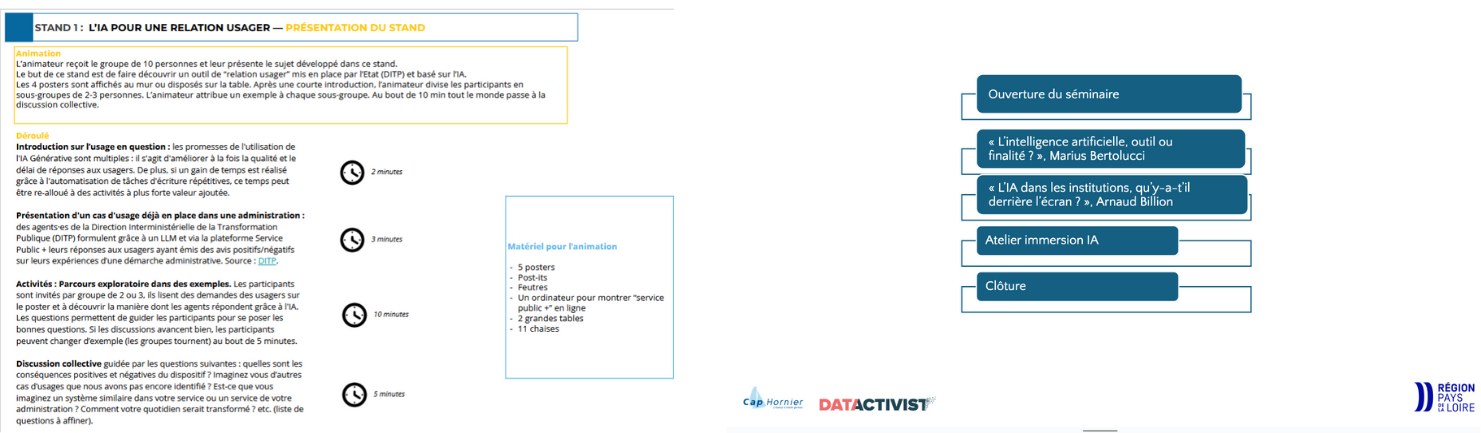 STAND 1 : L'IA POUR UNE RELATION USAGER — PRÉSENTATION DU STAND
Animation
L'animateur reçoit le groupe de 10 personnes et leur présente le sujet développé dans ce stand.
Le but de ce stand est de faire découvrir un outil de "relation usager" mis en place par l'Etat (DITP) et basé sur l'IA.
Les 4 posters sont affichés au mur ou disposés sur la table. Après une courte introduction, l'animateur divise les participants en
sous-groupes de 2-3 personnes. L'animateur attribue un exemple à chaque sous-groupe. Au bout de 10 min tout le monde passe à la
discussion collective.
Déroulé
Introduction sur l'usage en question : les promesses de l'utilisation de
l'IA Générative sont multiples : il s'agit d'améliorer à la fois la qualité et le
délai de réponses aux usagers. De plus, si un gain de temps est réalisé
grâce à l'automatisation de tâches d'écriture répétitives, ce temps peut
être re-alloué à des activités à plus forte valeur ajoutée.
2 minutes
Présentation d'un cas d'usage déjà en place dans une administration :
des agents·es de la Direction Interministérielle de la Transformation
Publique (DITP) formulent grâce à un LLM et via la plateforme Service
Public + leurs réponses aux usagers ayant émis des avis positifs/négatifs
sur leurs expériences d'une démarche administrative. Source : DITP.
3 minutes
Activités : Parcours exploratoire dans des exemples. Les participants
sont invités par groupe de 2 ou 3, ils lisent des demandes des usagers sur
le poster et à découvrir la manière dont les agents répondent grâce à l'IA.
Les questions permettent de guider les participants pour se poser les
bonnes questions. Si les discussions avancent bien, les participants
peuvent changer d'exemple (les groupes tournent) au bout de 5 minutes.
10 minutes
Discussion collective guidée par les questions suivantes : quelles sont les
conséquences positives et négatives du dispositif ? Imaginez vous d'autres
cas d'usages que nous avons pas encore identifié ? Est-ce que vous
imaginez un système similaire dans votre service ou un service de votre
administration ? Comment votre quotidien serait transformé ? etc. (liste de
questions à affiner).
5 minutes
Matériel pour l'animation
- 5 posters
- Post-its
- Feutres
- Un ordinateur pour montrer "service
public +" en ligne
- 2 grandes tables
- 11 chaises
Ouverture du séminaire
« L'intelligence artificielle, outil ou
finalité ? », Marius Bertolucci
« L'IA dans les institutions, qu'y-a-t'il
derrière l'écran ? », Arnaud Billion
Atelier immersion IA
Clôture
Cap Hornier
DATACTIVIST
RÉGION
PAYS
DE LA LOIRE